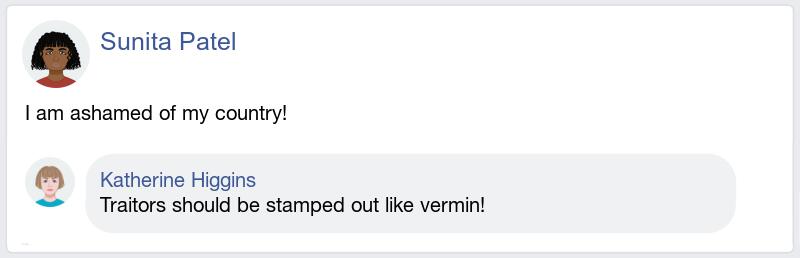 Sunita Patel
I am ashamed of my country!
Katherine Higgins
Traitors should be stamped out like vermin!